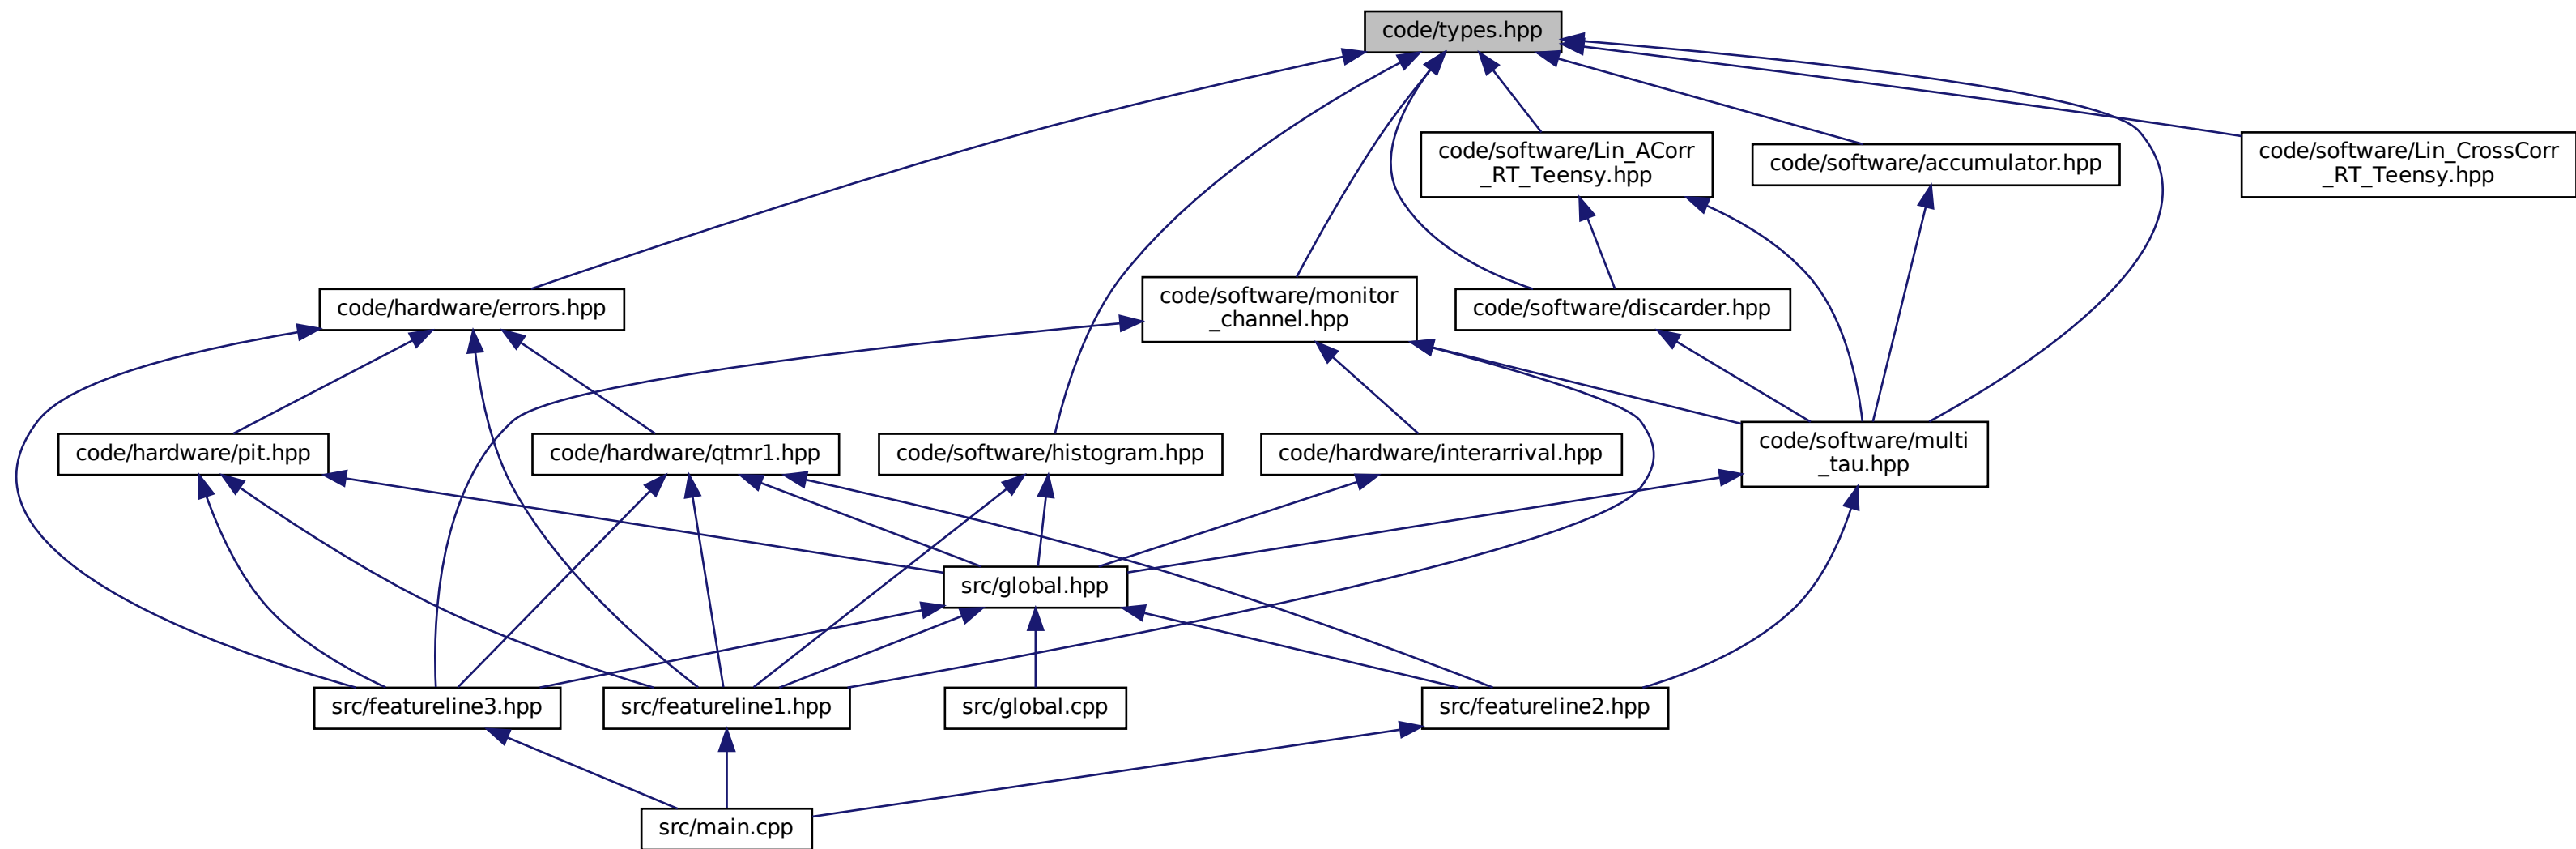 code/types.hpp
code/software/Lin_ACorr
_RT_Teensy.hpp
code/software/accumulator.hpp
code/software/Lin_CrossCorr
_RT_Teensy.hpp
code/hardware/errors.hpp
code/software/monitor
_channel.hpp
code/software/discarder.hpp
code/hardware/pit.hpp
code/hardware/qtmr1.hpp
code/software/histogram.hpp
code/hardware/interarrival.hpp
code/software/multi
_tau.hpp
src/global.hpp
src/featureline3.hpp
src/featureline1.hpp
src/global.cpp
src/featureline2.hpp
src/main.cpp